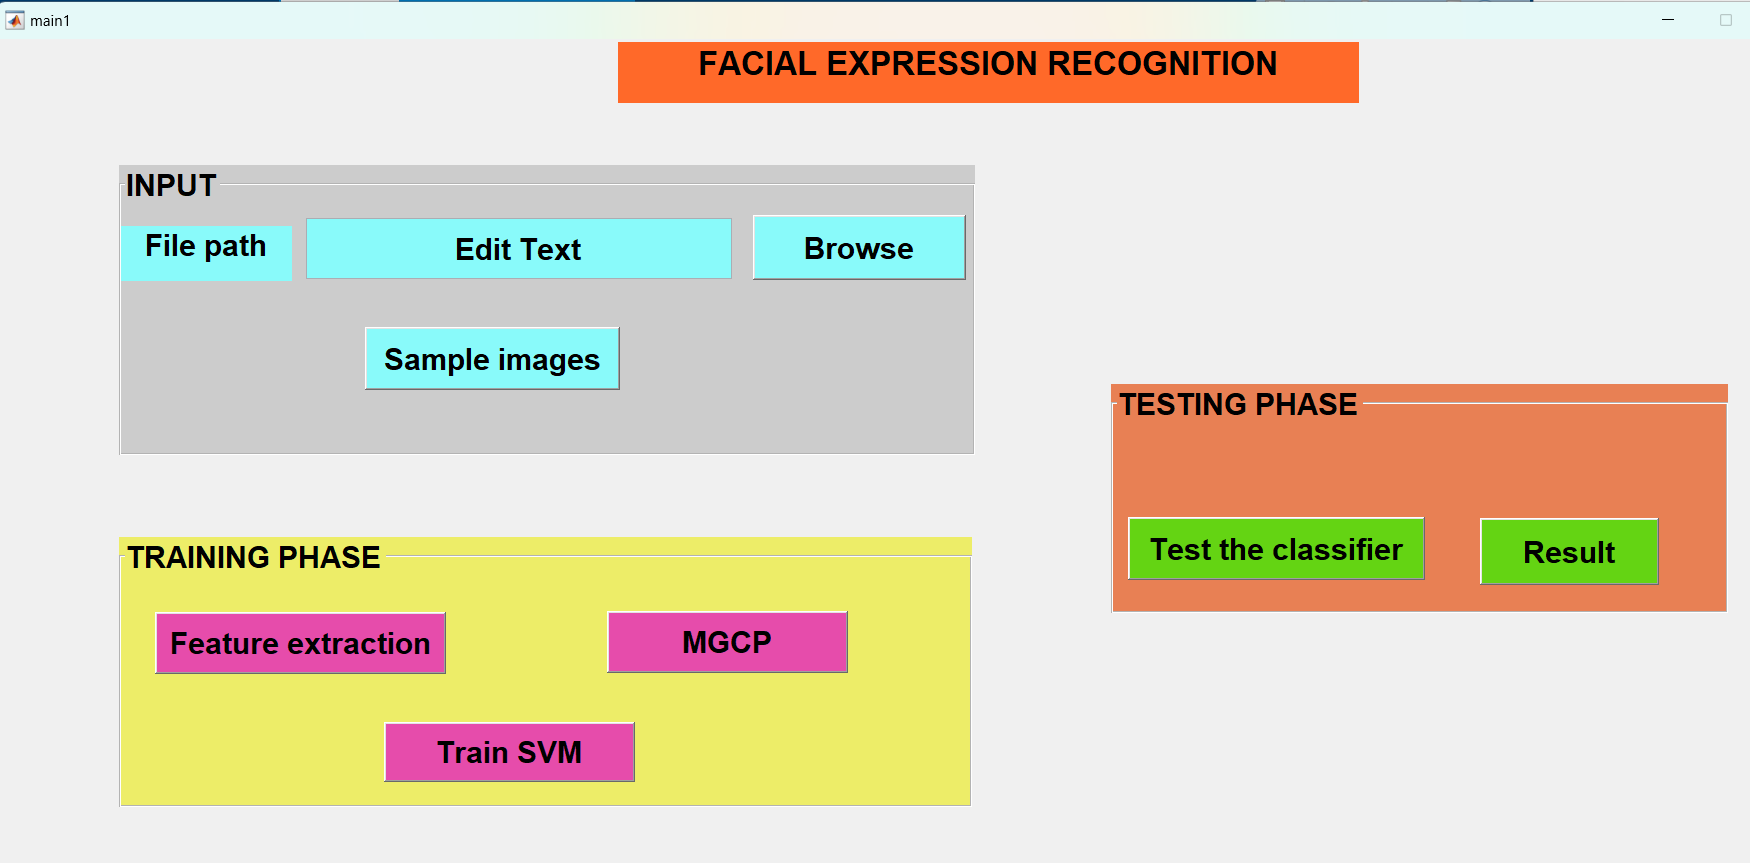 main1
FACIAL EXPRESSION RECOGNITION
INPUT
File path
Edit Text
Browse
Sample images
TRAINING PHASE
Feature extraction
MGCP
Train SVM
TESTING PHASE
Test the classifier
Result